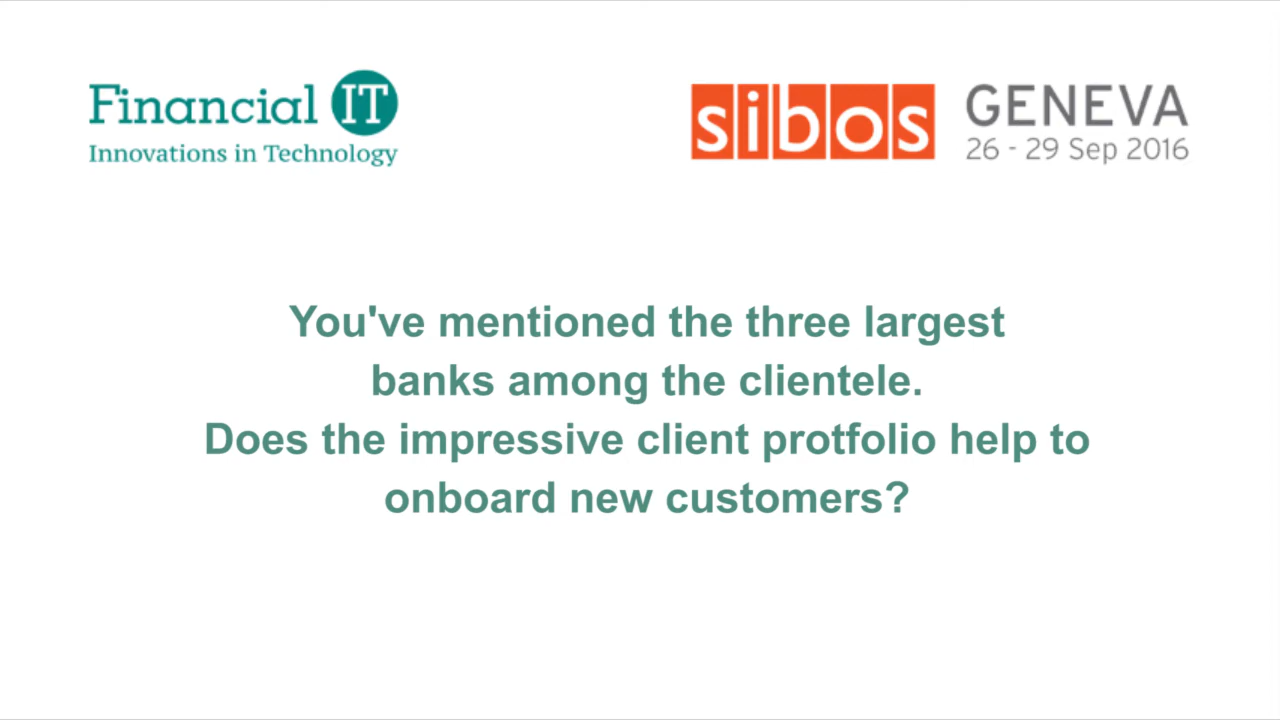 Financial IT
Innovations in Technology
sibos
GENEVA
26 - 29 Sep 2016
You've mentioned the three largest
banks among the clientele.
Does the impressive client protfolio help to
onboard new customers?